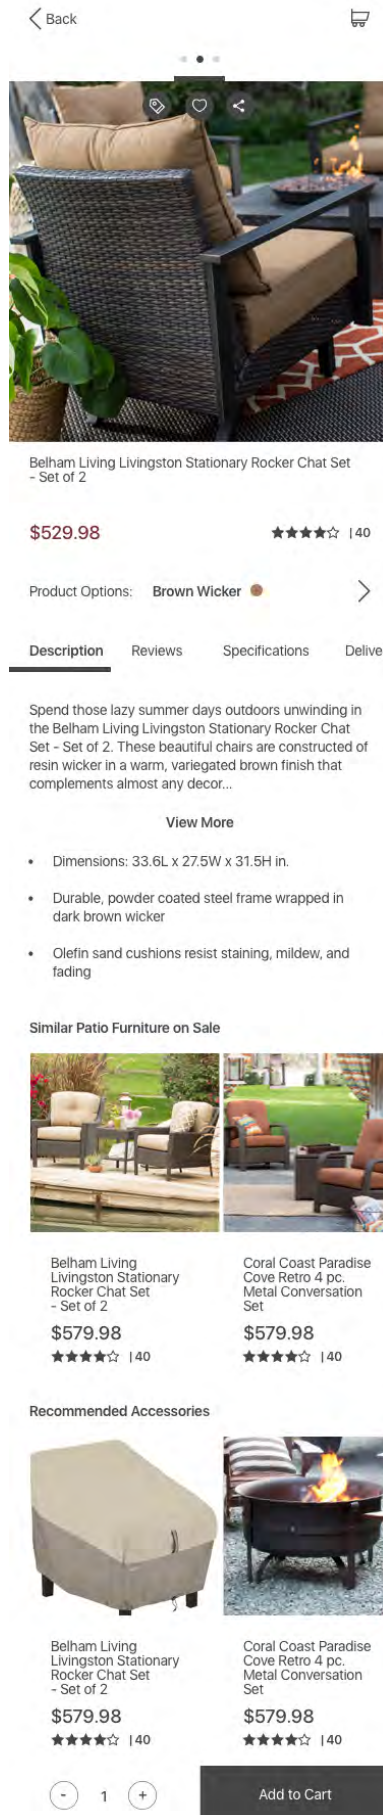 Back
Belham Living Livingston Stationary Rocker Chat Set
- Set of 2
$529.98
| 40
Product Options: Brown Wicker
Description Reviews Specifications Delive
Spend those lazy summer days outdoors unwinding in
the Belham Living Livingston Stationary Rocker Chat
Set - Set of 2. These beautiful chairs are constructed of
resin wicker in a warm, variegated brown finish that
complements almost any decor...
View More
• Dimensions: 33.6L x 27.5W x 31.5H in.
• Durable, powder coated steel frame wrapped in
dark brown wicker
• Olefin sand cushions resist staining, mildew, and
fading
Similar Patio Furniture on Sale
Belham Living
Livingston Stationary
Rocker Chat Set
- Set of 2
$579.98
| 40
Coral Coast Paradise
Cove Retro 4 pc.
Metal Conversation
Set
$579.98
| 40
Recommended Accessories
Belham Living
Livingston Stationary
Rocker Chat Set
- Set of 2
$579.98
| 40
Coral Coast Paradise
Cove Retro 4 pc.
Metal Conversation
Set
$579.98
| 40
- 1 +
Add to Cart